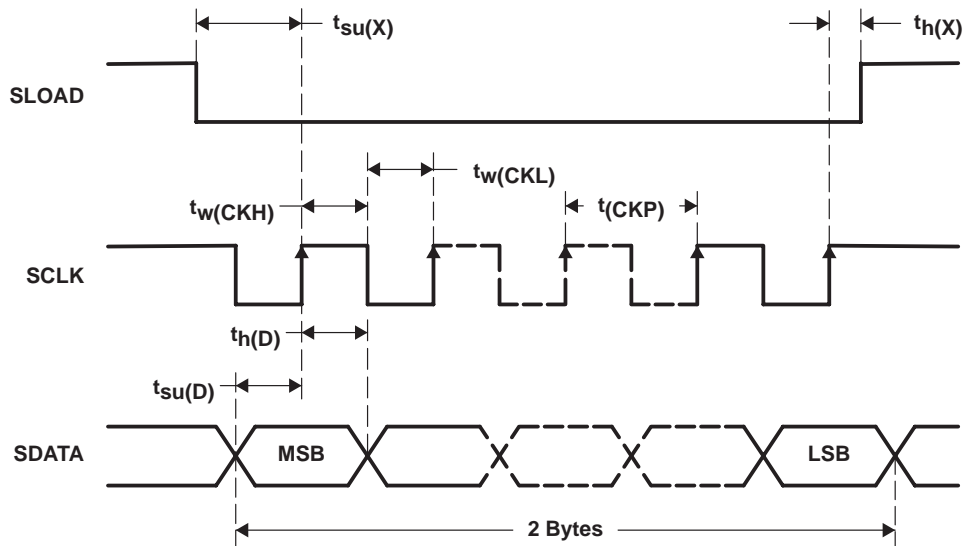 tsu(X)
th(X)
SLOAD
tw(CKL)
tw(CKH)
t(CKP)
SCLK
th(D)
tsu(D)
SDATA
MSB
LSB
2 Bytes